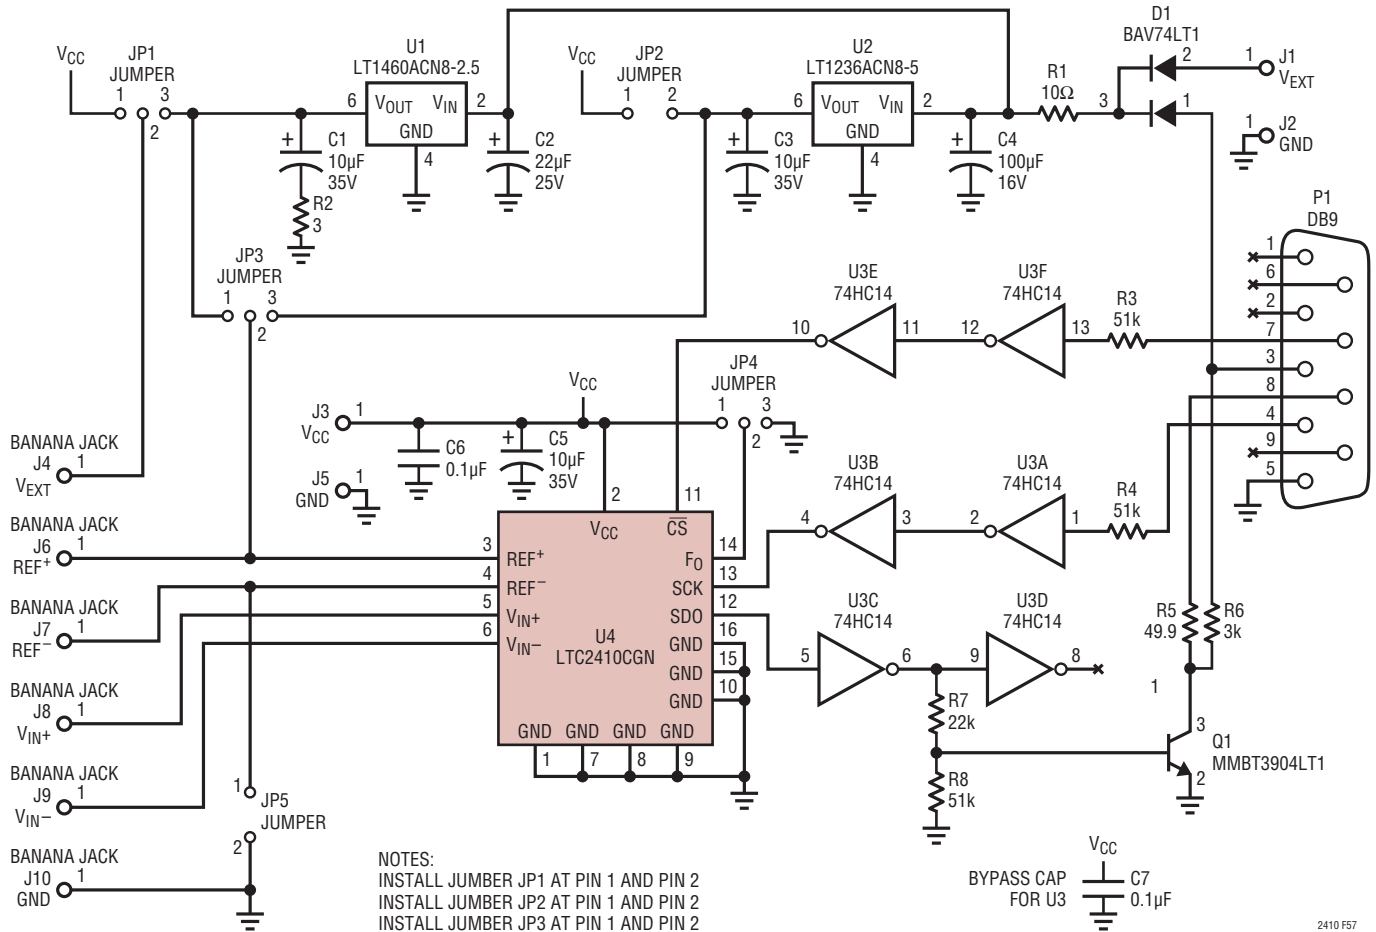 VCC
JP1
JUMPER
1
2
3
U1
LT1460ACN8-2.5
6
VOUT
VIN
GND
2
4
+
C1
10µF
35V
R2
3
+
C2
22µF
25V
VCC
JP2
JUMPER
1
2
U2
LT1236ACN8-5
6
VOUT
VIN
GND
2
4
+
C3
10µF
35V
+
C4
100µF
16V
R1
10Ω
3
D1
BAV74LT1
2
1
1
J1
VEXT
1
J2
GND
P1
DB9
1
6
2
7
3
8
4
9
5
JP3
JUMPER
1
3
2
U3E
74HC14
10
11
U3F
74HC14
12
13
R3
51k
VCC
JP4
JUMPER
1
3
2
J3
1
VCC
C6
0.1µF
+
C5
10µF
35V
J5
1
GND
U3B
74HC14
4
3
U3A
74HC14
2
1
R4
51k
BANANA JACK
J4
1
VEXT
BANANA JACK
J6
1
REF+
BANANA JACK
J7
1
REF−
BANANA JACK
J8
1
VIN+
BANANA JACK
J9
1
VIN−
BANANA JACK
J10
1
GND
2
11
VCC
CS
3
REF+
FO
14
4
REF−
SCK
13
5
VIN+
SDO
12
6
VIN−
GND
16
U4
LTC2410CGN
GND
15
GND
10
GND
GND
GND
GND
1
7
8
9
U3C
74HC14
5
6
U3D
74HC14
9
8
R5
49.9
R6
3k
R7
22k
R8
51k
1
3
Q1
MMBT3904LT1
2
1
JP5
JUMPER
2
NOTES:
INSTALL JUMBER JP1 AT PIN 1 AND PIN 2
INSTALL JUMBER JP2 AT PIN 1 AND PIN 2
INSTALL JUMBER JP3 AT PIN 1 AND PIN 2
VCC
BYPASS CAP
FOR U3
C7
0.1µF
2410 F57